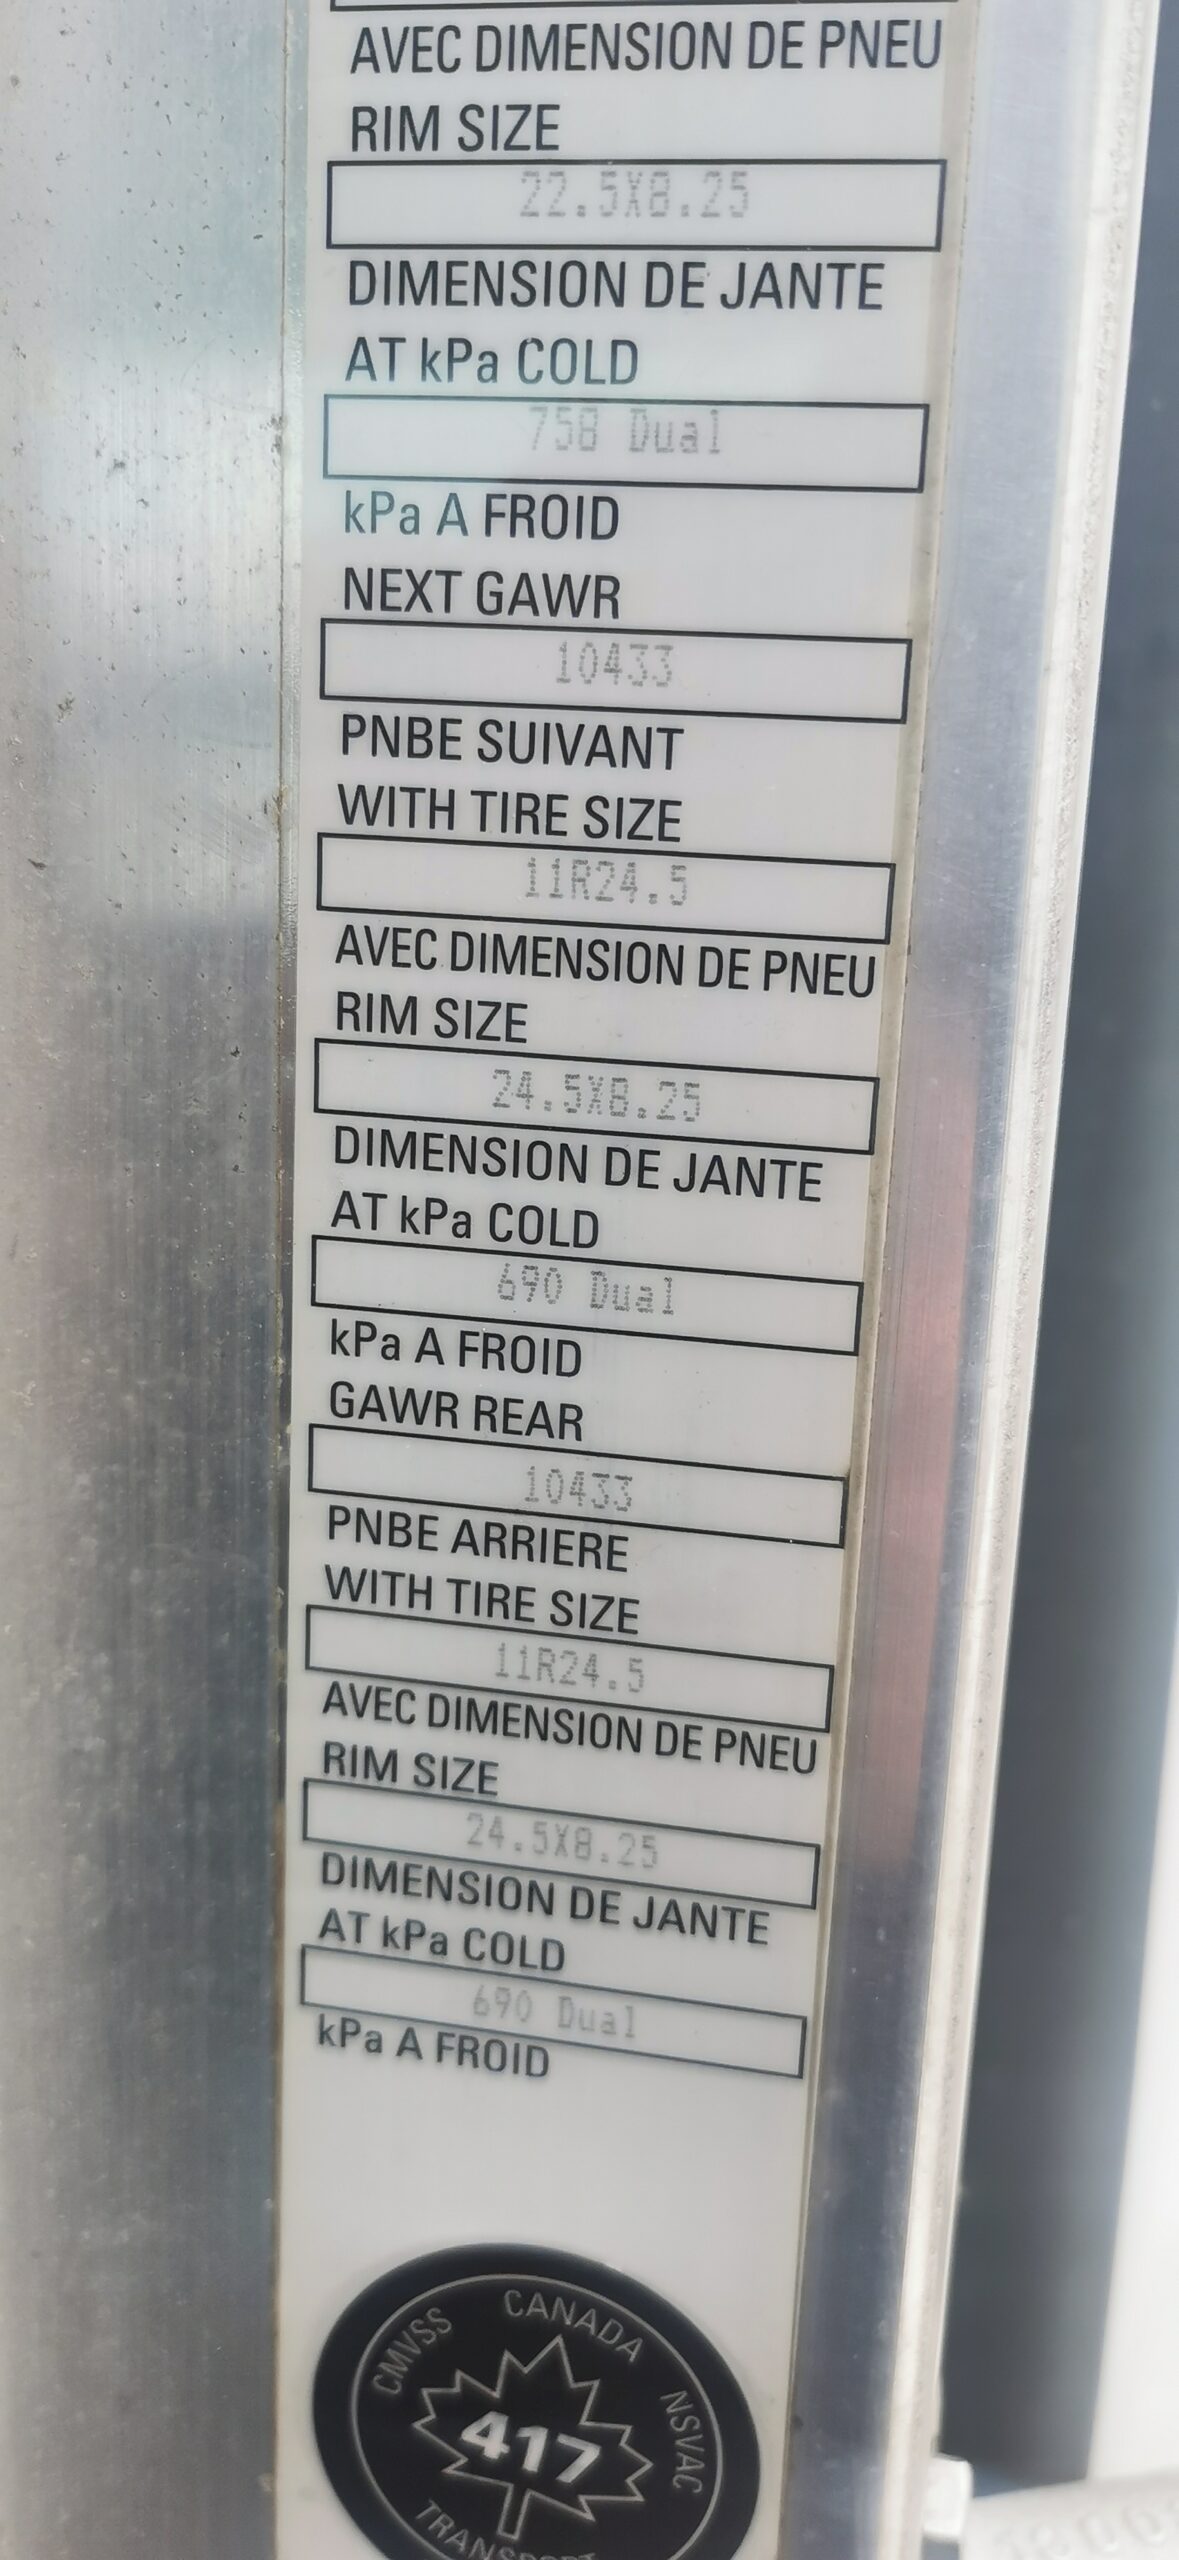 AVEC DIMENSION DE PNEU
RIM SIZE
22.5X8.25
DIMENSION DE JANTE
AT kPa COLD
758 Dual
kPa A FROID
NEXT GAWR
10433
PNBE SUIVANT
WITH TIRE SIZE
11R24.5
AVEC DIMENSION DE PNEU
RIM SIZE
24.5X8.25
DIMENSION DE JANTE
AT kPa COLD
690 Dual
kPa A FROID
GAWR REAR
10433
PNBE ARRIERE
WITH TIRE SIZE
11R24.5
AVEC DIMENSION DE PNEU
RIM SIZE
24.5X8.25
DIMENSION DE JANTE
AT kPa COLD
690 Dual
kPa A FROID
CMVSS CANADA NSVAC
417
TRANSPORT